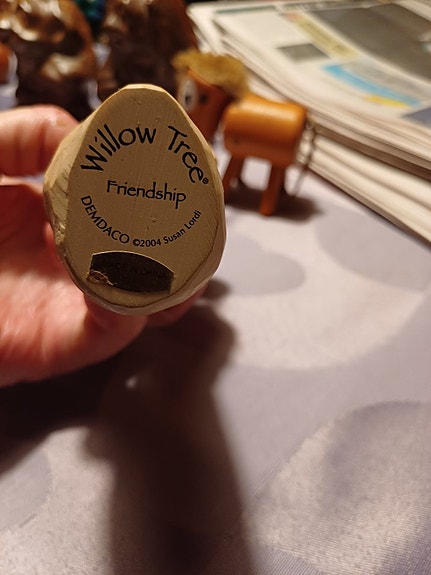 Willow Tree®
Friendship
DEMDACO ©2004 Susan Lordi